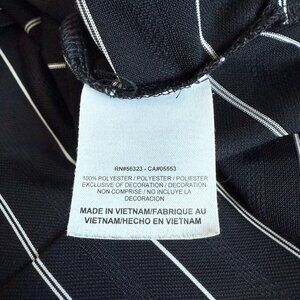 RN#56323 - CA#05553
100% POLYESTER / POLYESTER / POLIESTER
EXCLUSIVE OF DECORATION / DECORATION
NON COMPRISE / NO INCLUYE LA
DECORACION
MADE IN VIETNAM/FABRIQUE AU
VIETNAM/HECHO EN VIETNAM